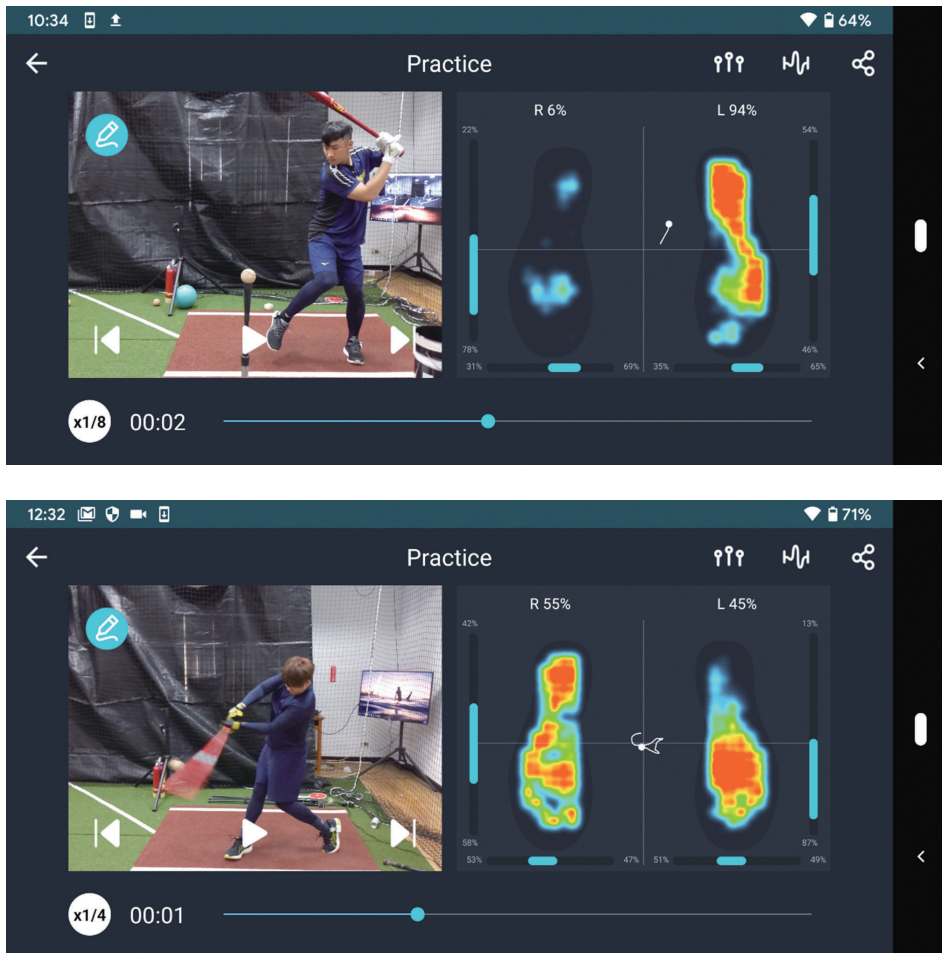 10:34
64%
Practice
R 6%
L 94%
22%
54%
78%
46%
31%
69%
35%
65%
x1/8
00:02
12:32
71%
Practice
R 55%
L 45%
42%
13%
58%
87%
53%
47%
51%
49%
x1/4
00:01